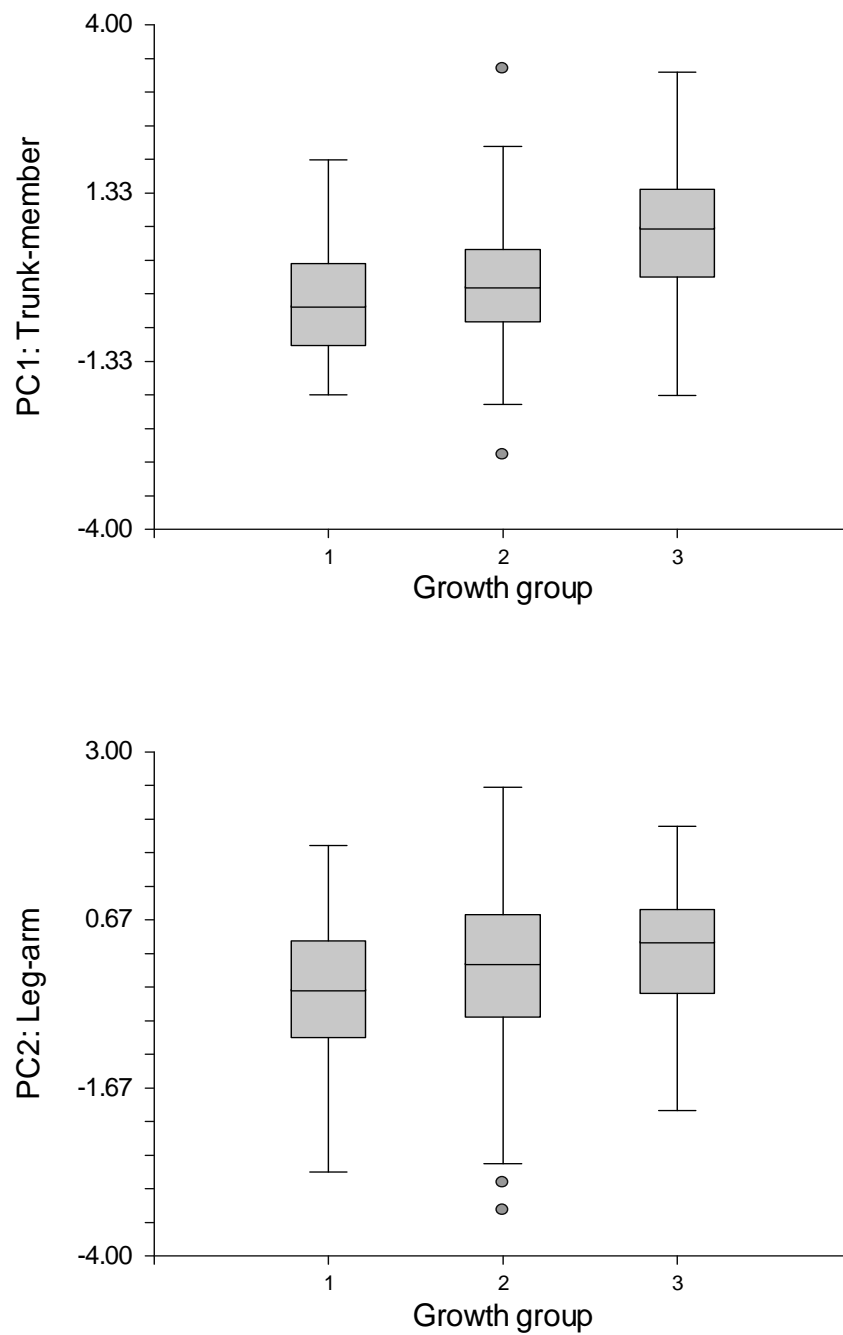 4.00
1.33
-1.33
-4.00
PC1: Trunk-member
1 2 3
Growth group
3.00
0.67
-1.67
-4.00
PC2: Leg-arm
1 2 3
Growth group